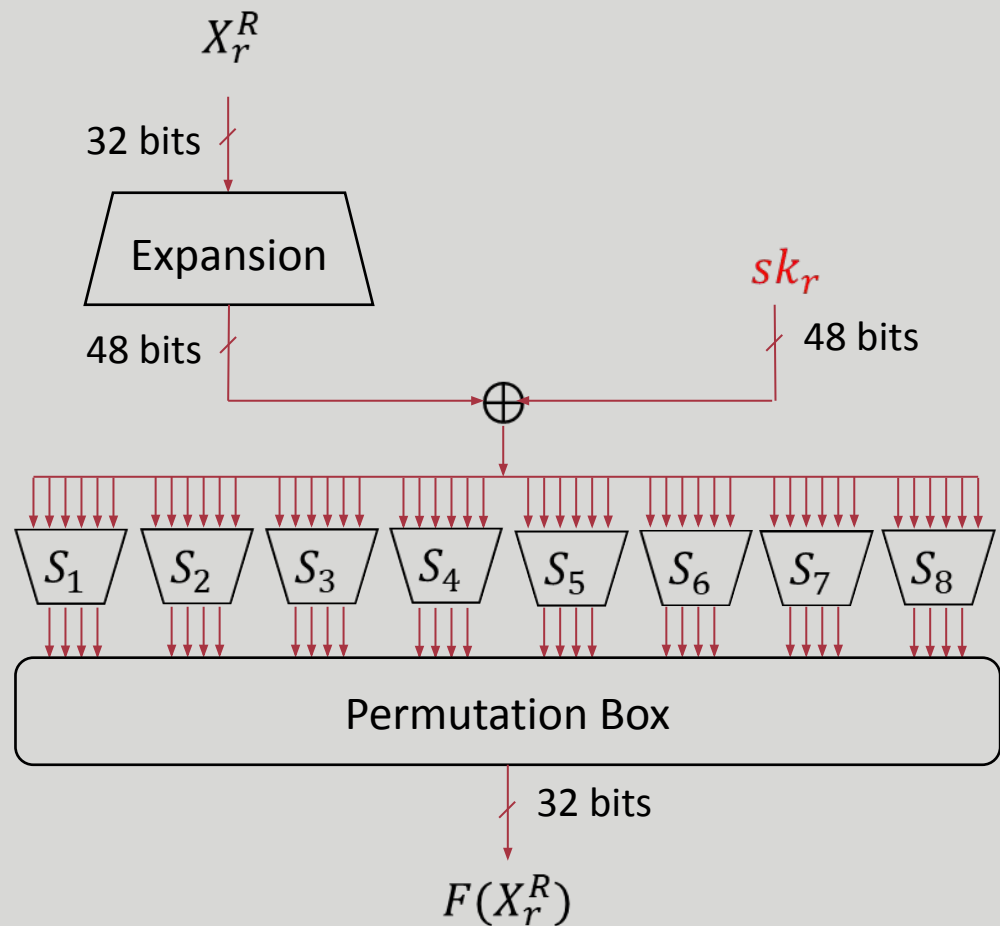 X_r^R
32 bits
Expansion
sk_r
48 bits
48 bits
S_1 S_2 S_3 S_4 S_5 S_6 S_7 S_8
Permutation Box
32 bits
F(X_r^R)